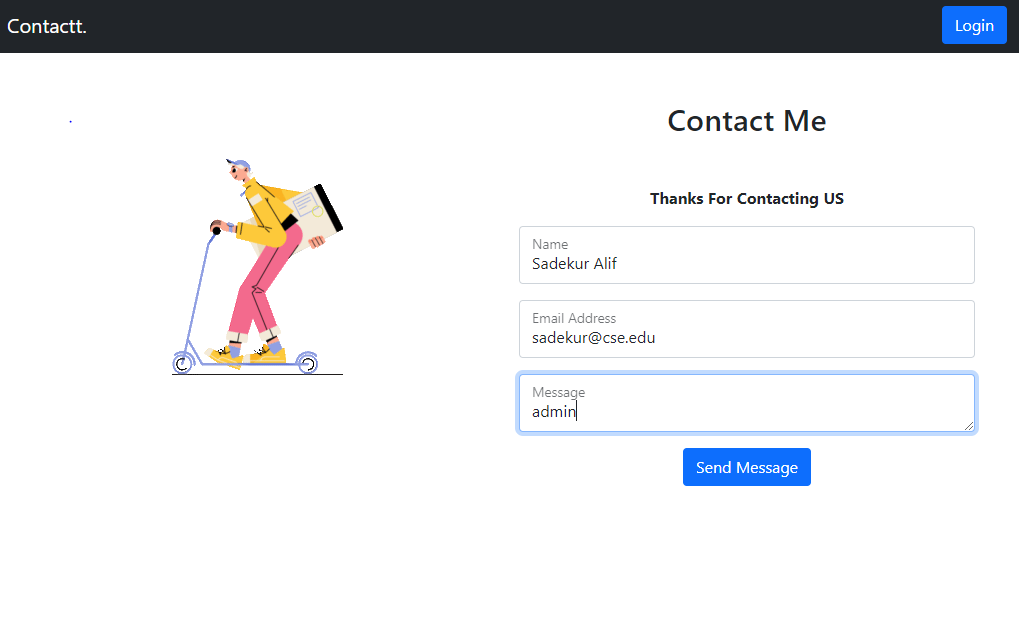 Contactt.
Login
Contact Me
Thanks For Contacting US
Name
Sadekur Alif
Email Address
sadekur@cse.edu
Message
admin
Send Message